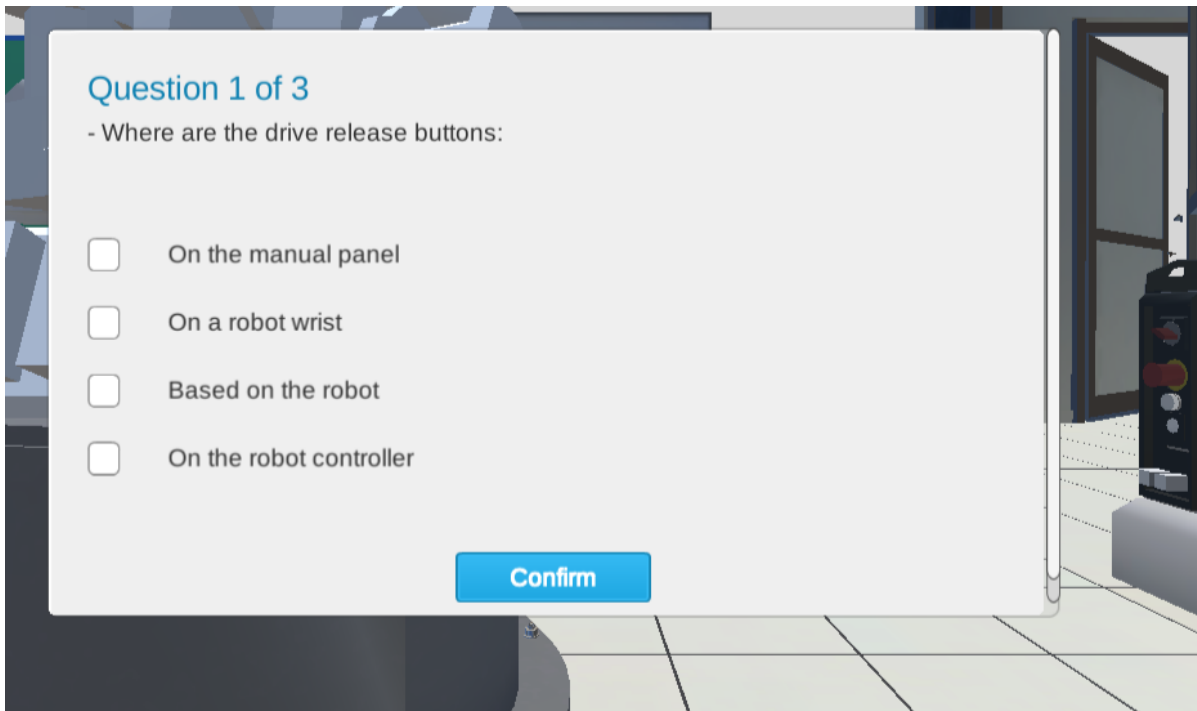 Question 1 of 3
- Where are the drive release buttons:
On the manual panel
On a robot wrist
Based on the robot
On the robot controller
Confirm